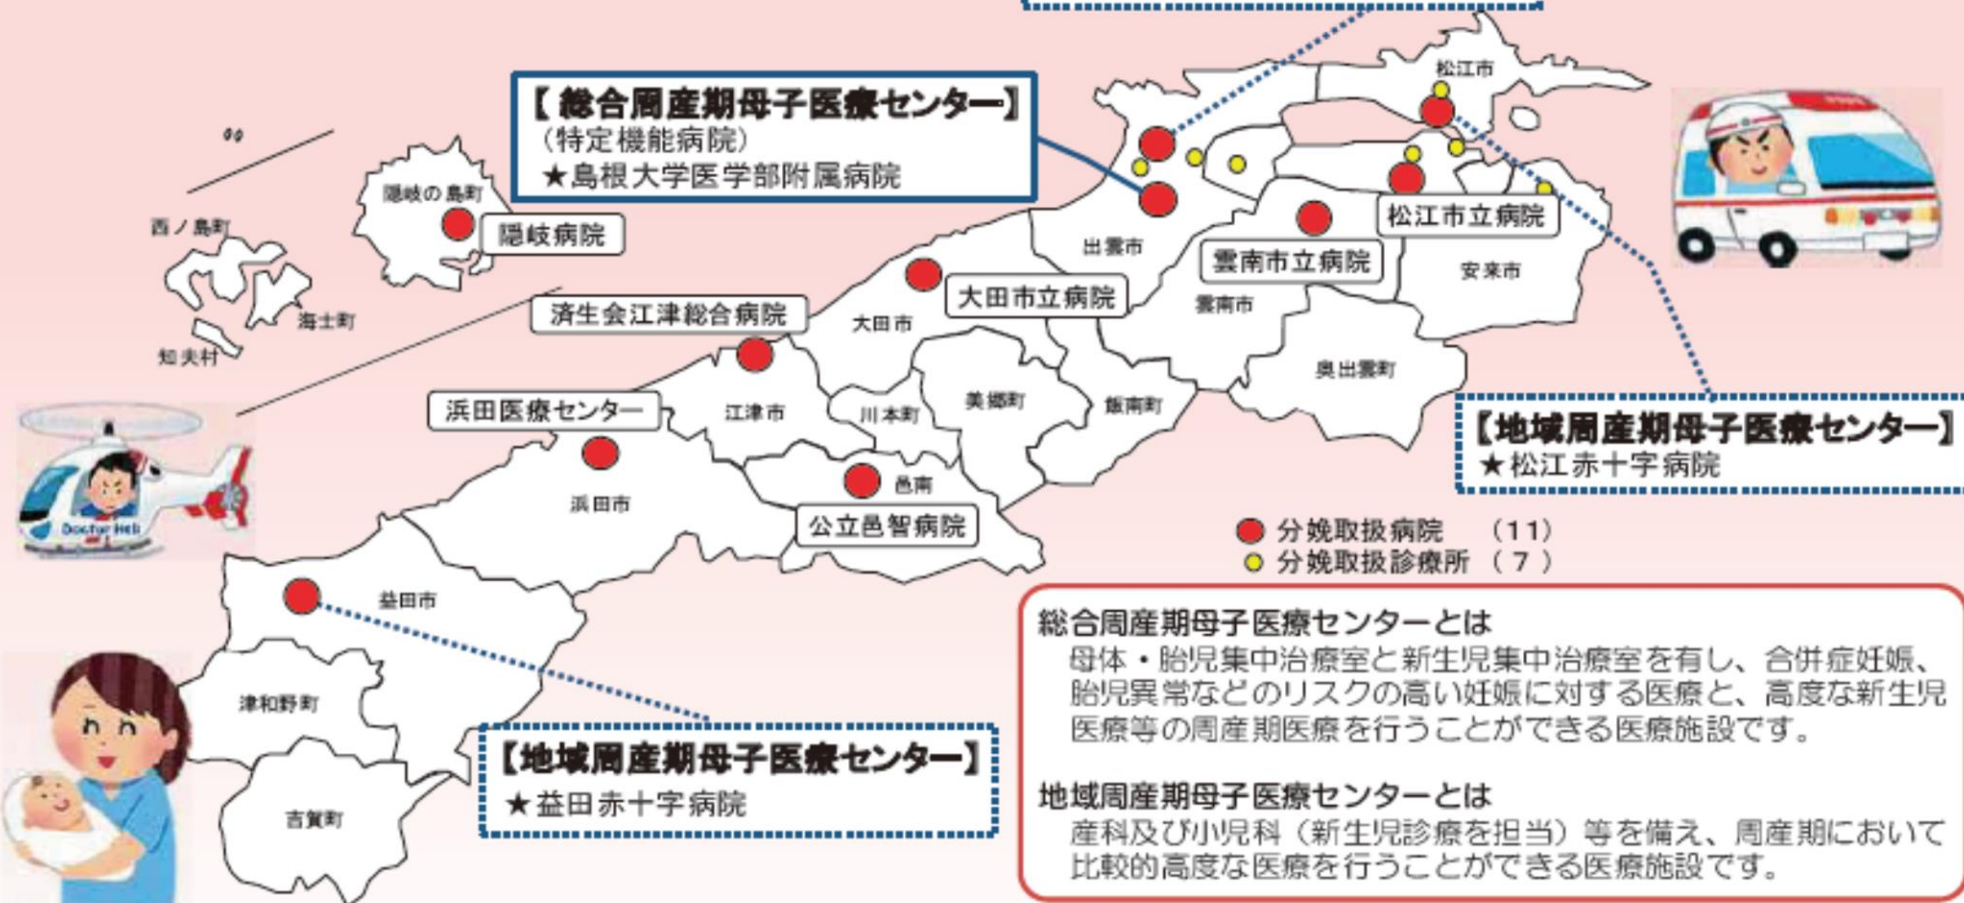 【 総合周産期母子医療センター】
（特定機能病院）
★島根大学医学部附属病院
松江市
隠岐の島町
隠岐病院
西ノ島町
海士町
知夫村
松江市立病院
出雲市
雲南市立病院
安来市
大田市立病院
雲南市
済生会江津総合病院
大田市
奥出雲町
浜田医療センター
江津市
川本町
美郷町
飯南町
【地域周産期母子医療センター】
★松江赤十字病院
Doctor Heli
浜田市
邑南
公立邑智病院
分娩取扱病院 （11）
分娩取扱診療所 （ 7 ）
益田市
津和野町
吉賀町
【地域周産期母子医療センター】
★益田赤十字病院
総合周産期母子医療センターとは
母体・胎児集中治療室と新生児集中治療室を有し、合併症妊娠、
胎児異常などのリスクの高い妊娠に対する医療と、高度な新生児
医療等の周産期医療を行うことができる医療施設です。
地域周産期母子医療センターとは
産科及び小児科（新生児診療を担当）等を備え、周産期において
比較的高度な医療を行うことができる医療施設です。